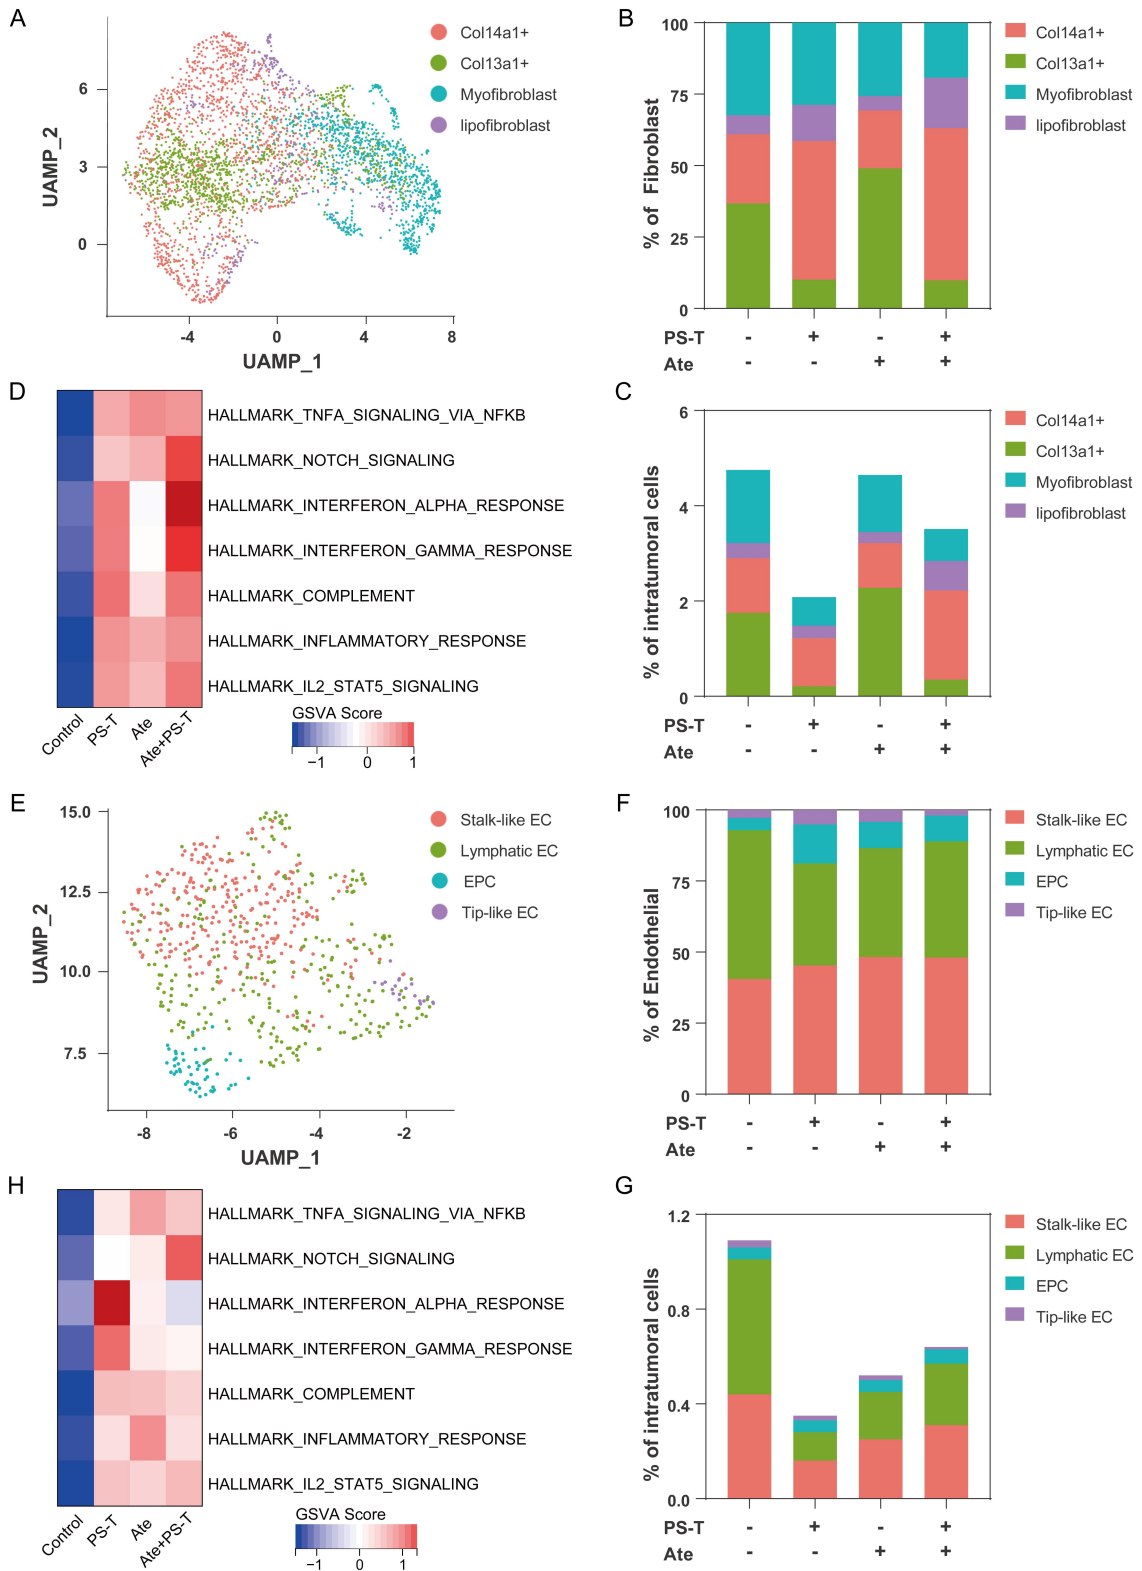 A
UAMP_2
6
3
0
-4
0
4
8
UAMP_1
Col14a1+
Col13a1+
Myofibroblast
lipofibroblast
B
% of Fibroblast
100
75
50
25
0
PS-T - + - +
Ate - - + +
Col14a1+
Col13a1+
Myofibroblast
lipofibroblast
D
HALLMARK_TNFA_SIGNALING_VIA_NFKB
HALLMARK_NOTCH_SIGNALING
HALLMARK_INTERFERON_ALPHA_RESPONSE
HALLMARK_INTERFERON_GAMMA_RESPONSE
HALLMARK_COMPLEMENT
HALLMARK_INFLAMMATORY_RESPONSE
HALLMARK_IL2_STAT5_SIGNALING
Control
PS-T
Ate
Ate+PS-T
GSVA Score
−1 0 1
C
% of intratumoral cells
6
4
2
0
PS-T - + - +
Ate - - + +
Col14a1+
Col13a1+
Myofibroblast
lipofibroblast
E
UAMP_2
15.0
12.5
10.0
7.5
-8
-6
-4
-2
UAMP_1
Stalk-like EC
Lymphatic EC
EPC
Tip-like EC
F
% of Endothelial
100
75
50
25
0
PS-T - + - +
Ate - - + +
Stalk-like EC
Lymphatic EC
EPC
Tip-like EC
H
HALLMARK_TNFA_SIGNALING_VIA_NFKB
HALLMARK_NOTCH_SIGNALING
HALLMARK_INTERFERON_ALPHA_RESPONSE
HALLMARK_INTERFERON_GAMMA_RESPONSE
HALLMARK_COMPLEMENT
HALLMARK_INFLAMMATORY_RESPONSE
HALLMARK_IL2_STAT5_SIGNALING
Control
PS-T
Ate
Ate+PS-T
GSVA Score
−1 0 1
G
% of intratumoral cells
1.2
0.8
0.4
0.0
PS-T - + - +
Ate - - + +
Stalk-like EC
Lymphatic EC
EPC
Tip-like EC